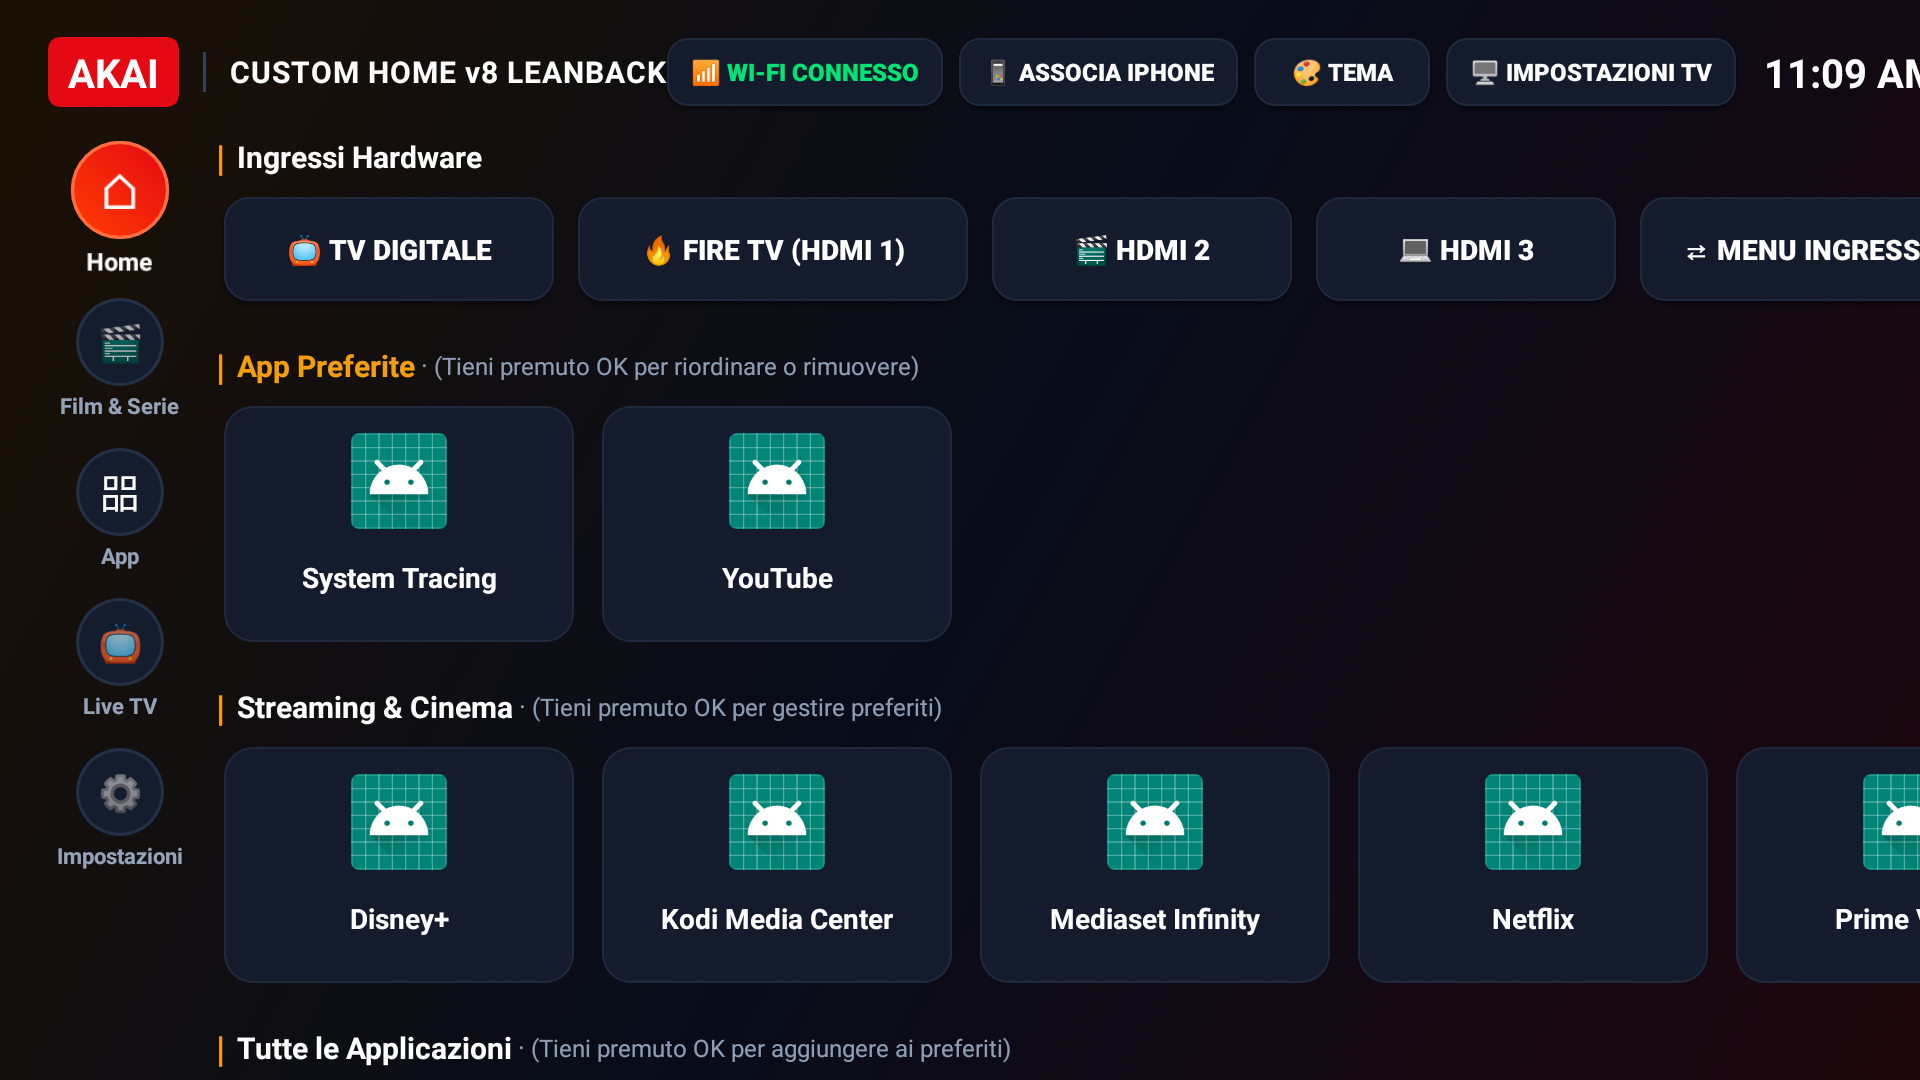 AKAI
CUSTOM HOME v8 LEANBACK
WI-FI CONNESSO
ASSOCIA IPHONE
TEMA
IMPOSTAZIONI TV
11:09 AM
Home
Film & Serie
App
Live TV
Impostazioni
Ingressi Hardware
TV DIGITALE
FIRE TV (HDMI 1)
HDMI 2
HDMI 3
⇄ MENU INGRESS
App Preferite · (Tieni premuto OK per riordinare o rimuovere)
System Tracing
YouTube
Streaming & Cinema · (Tieni premuto OK per gestire preferiti)
Disney+
Kodi Media Center
Mediaset Infinity
Netflix
Prime
Tutte le Applicazioni · (Tieni premuto OK per aggiungere ai preferiti)